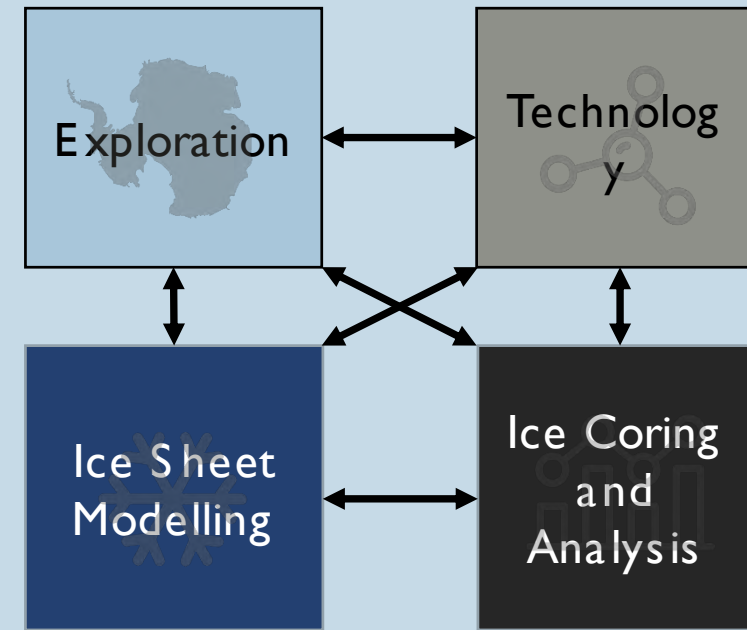 Exploration
Technolog
y
Ice Sheet
Modelling
Ice Coring
and
Analysis